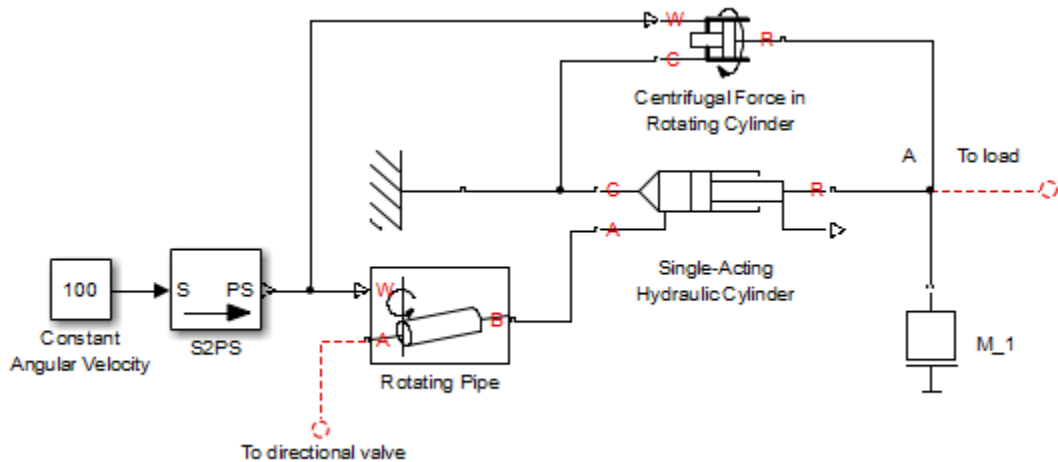 W
R
C
Centrifugal Force in
Rotating Cylinder
A
To load
C
R
A
Single-Acting
Hydraulic Cylinder
100
S PS
W
B
A
Constant
Angular Velocity
S2PS
Rotating Pipe
M_1
To directional valve